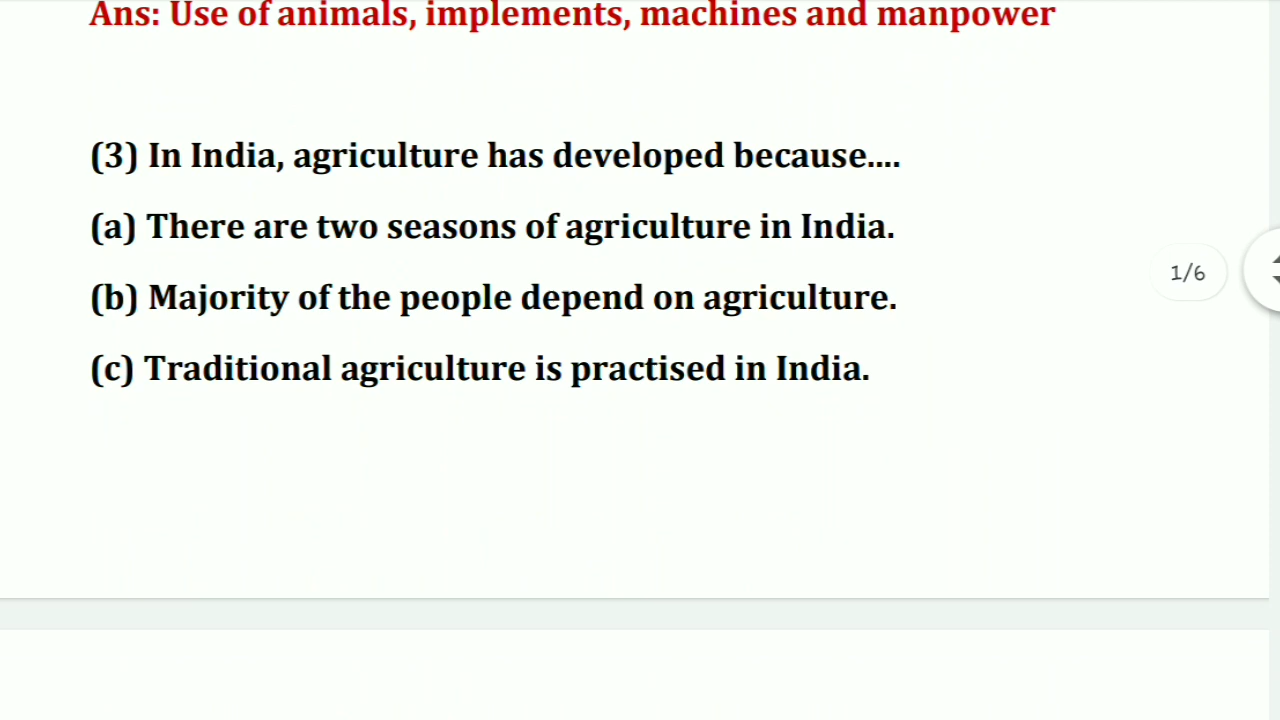 Ans: Use of animals, implements, machines and manpower
(3) In India, agriculture has developed because....
(a) There are two seasons of agriculture in India.
(b) Majority of the people depend on agriculture.
(c) Traditional agriculture is practised in India.
1/6